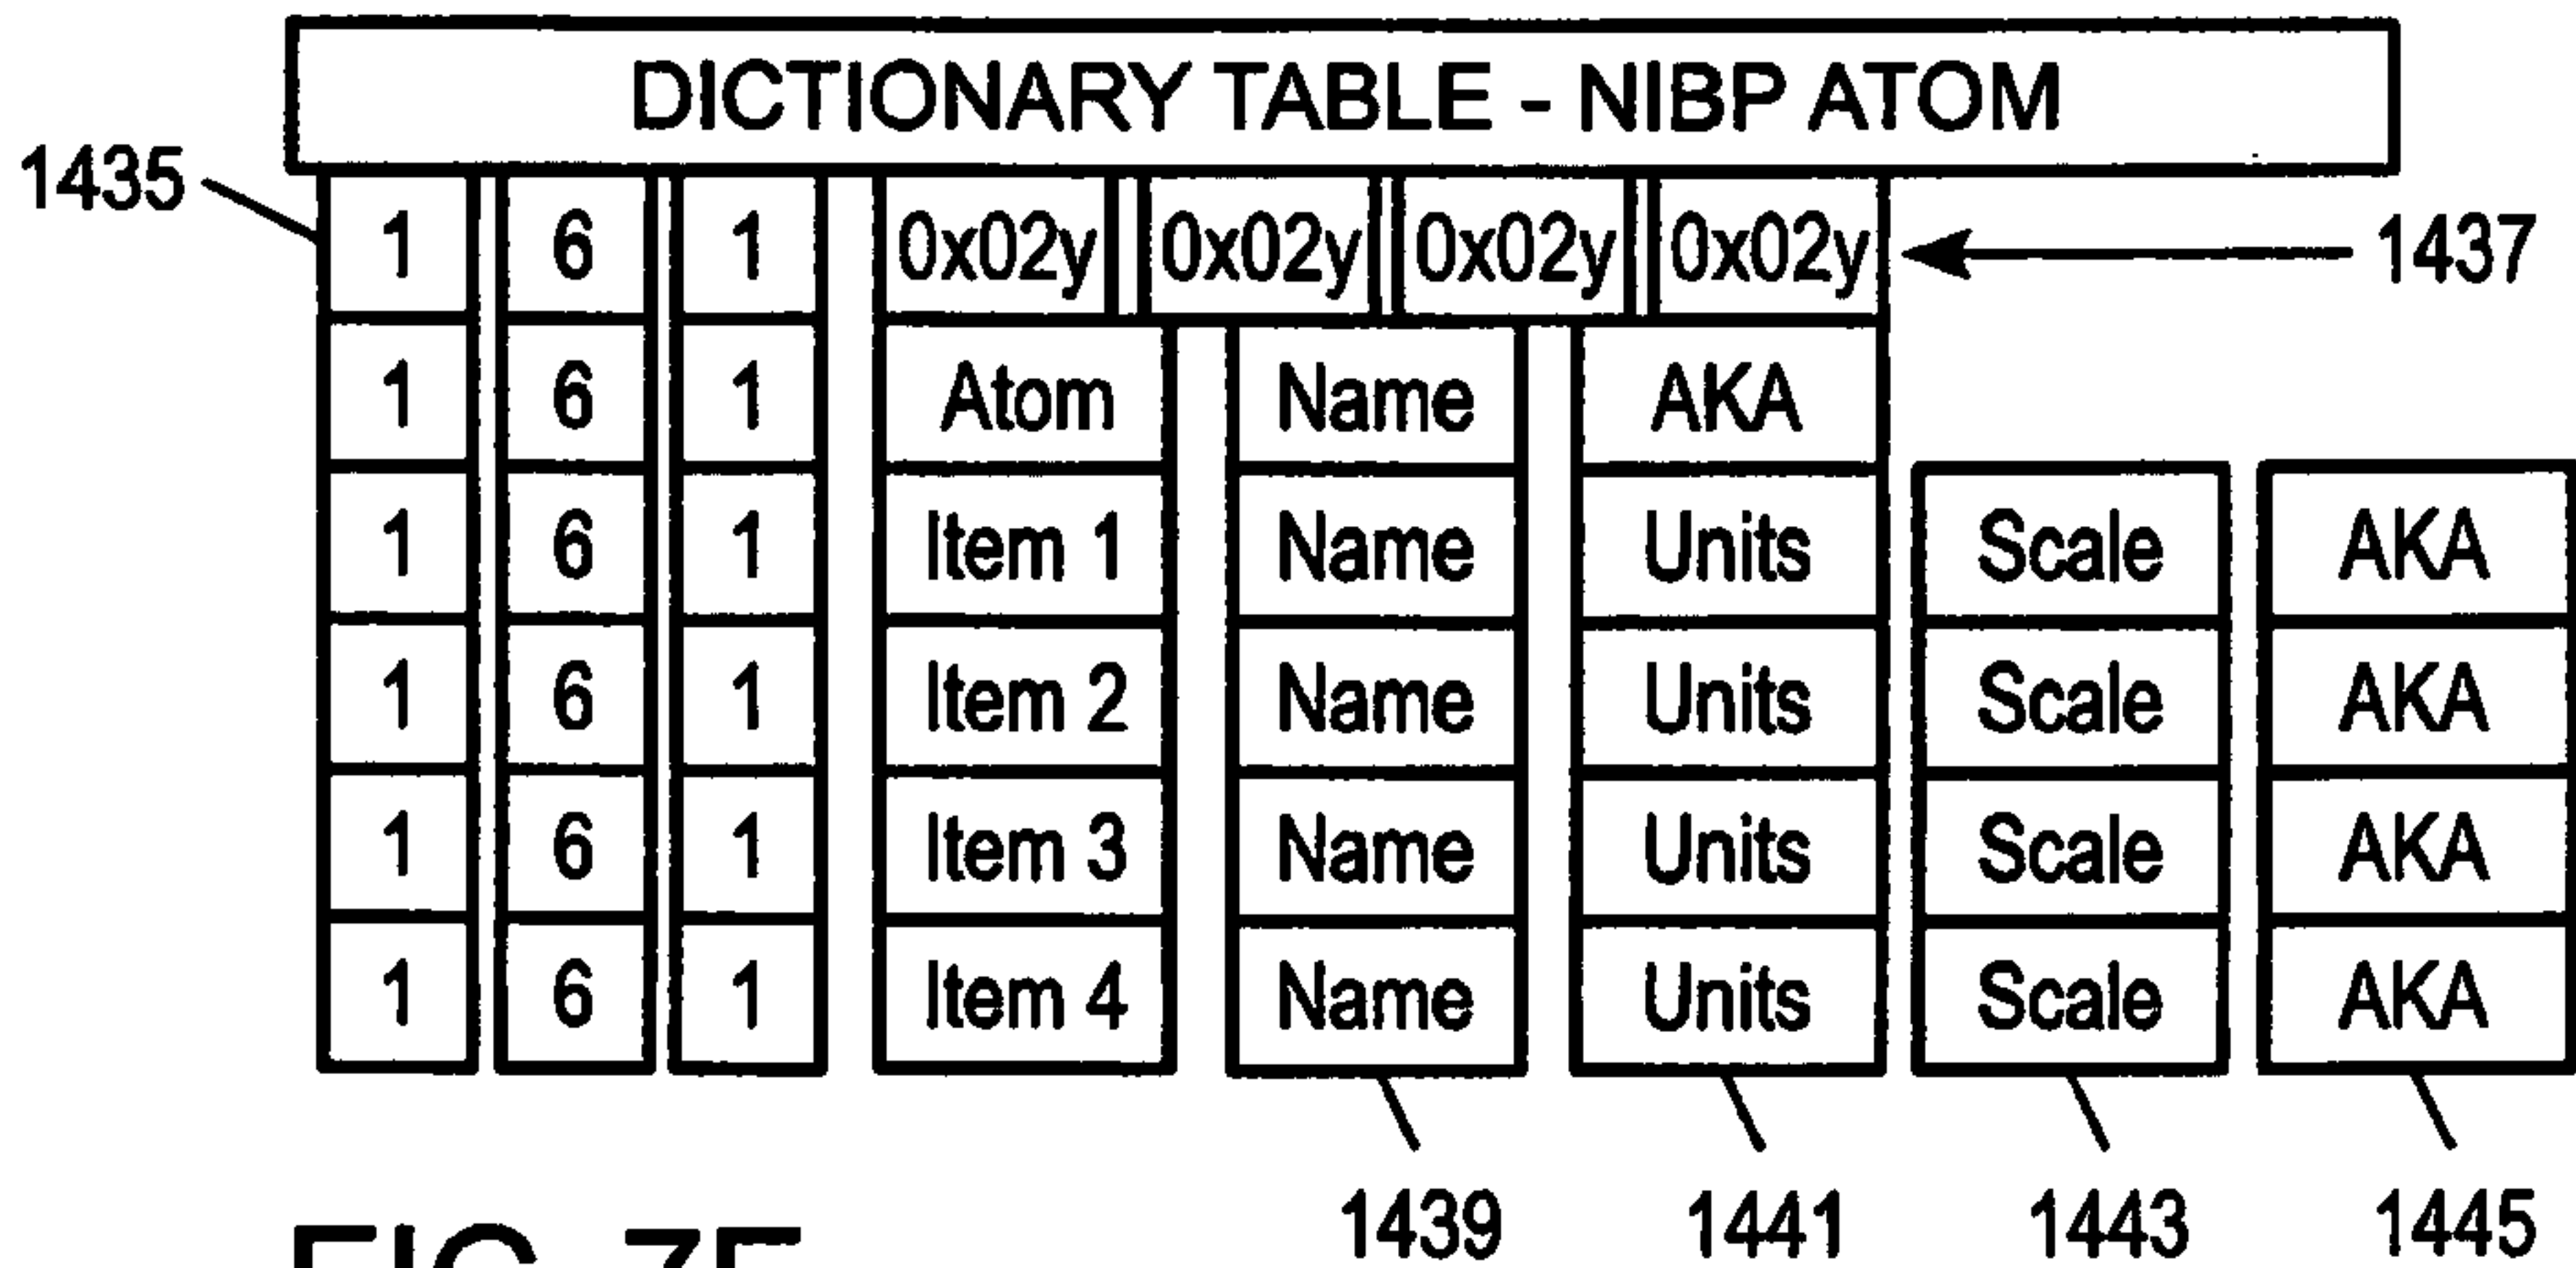 DICTIONARY TABLE - NIBP ATOM
1435
1 6 1 0x02y 0x02y 0x02y 0x02y 1437
1 6 1 Atom Name AKA
1 6 1 Item 1 Name Units Scale AKA
1 6 1 Item 2 Name Units Scale AKA
1 6 1 Item 3 Name Units Scale AKA
1 6 1 Item 4 Name Units Scale AKA
1439 1441 1443 1445